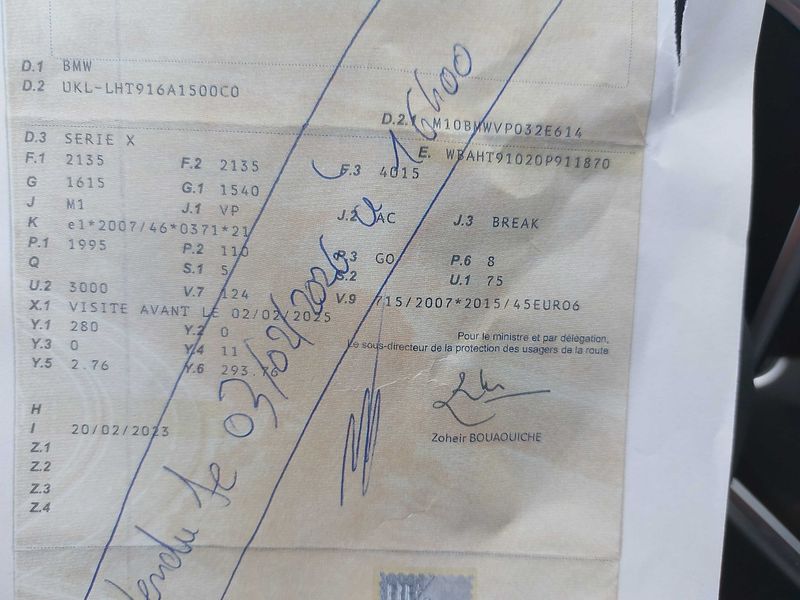 D.1 BMW
D.2 UKL-LHT916A1500C0
D.2.1 M10BMWVP032E614
D.3 SERIE X
E. WBAHT91020P911870
F.1 2135 F.2 2135 F.3 4015
G 1615 G.1 1540
J M1 J.1 VP J.2 AC J.3 BREAK
K e1*2007/46*0371*21
P.1 1995 P.2 110 P.3 GO P.6 8
Q S.1 5 S.2 U.1 75
U.2 3000 V.7 124 V.9 715/2007*2015/45EURO6
X.1 VISITE AVANT LE 02/02/2025
Y.1 280 Y.2 0
Y.3 0 Y.4 11
Y.5 2.76 Y.6 293.76
Pour le ministre et par délégation,
Le sous-directeur de la protection des usagers de la route
Zoheir BOUAOUICHE
H
I 20/02/2023
Z.1
Z.2
Z.3
Z.4
Vendu le 03/02/2026 à 16h00